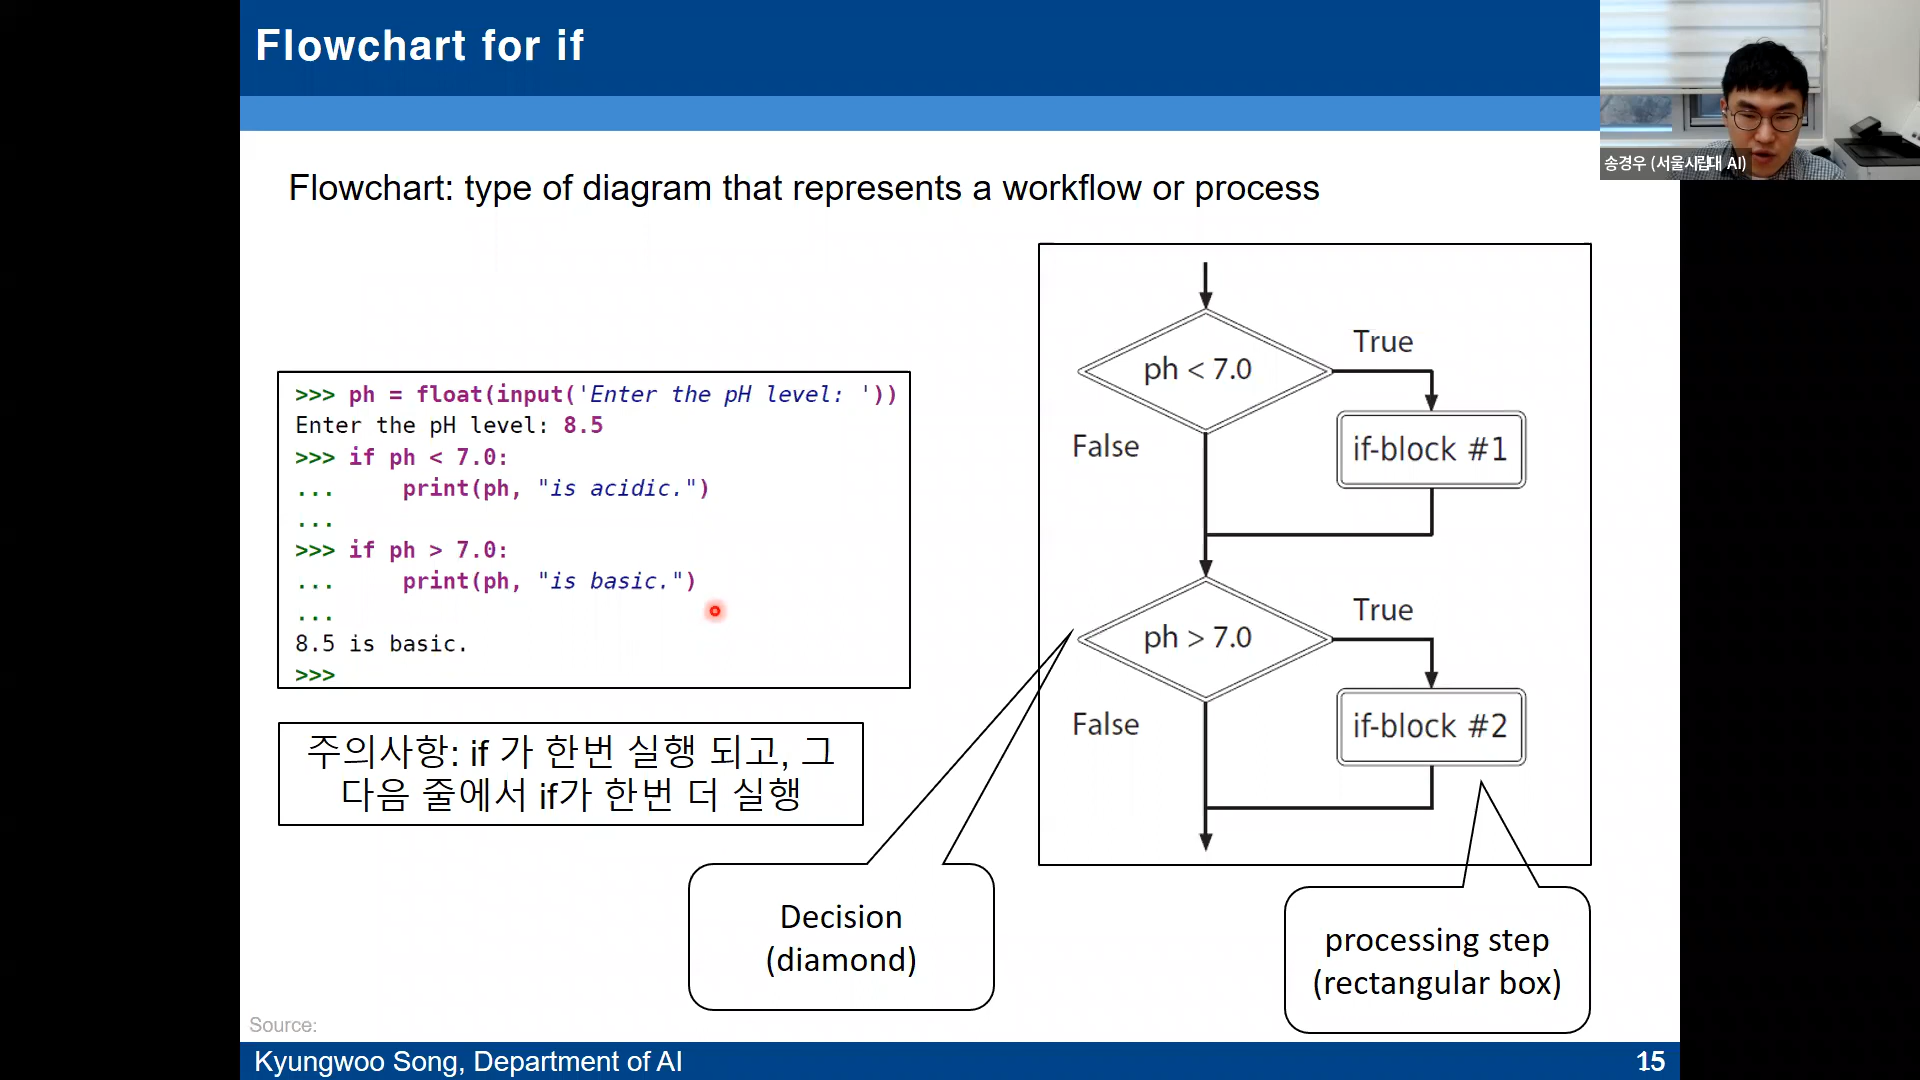 Flowchart for if
송경우 (서울시립대 AI)
Flowchart: type of diagram that represents a workflow or process
>>> ph = float(input('Enter the pH level: '))
Enter the pH level: 8.5
>>> if ph < 7.0:
...     print(ph, "is acidic.")
...
>>> if ph > 7.0:
...     print(ph, "is basic.")
...
8.5 is basic.
>>>
주의사항: if 가 한번 실행 되고, 그
다음 줄에서 if가 한번 더 실행
ph < 7.0
True
False
if-block #1
ph > 7.0
True
False
if-block #2
Decision
(diamond)
processing step
(rectangular box)
Source:
Kyungwoo Song, Department of AI
15